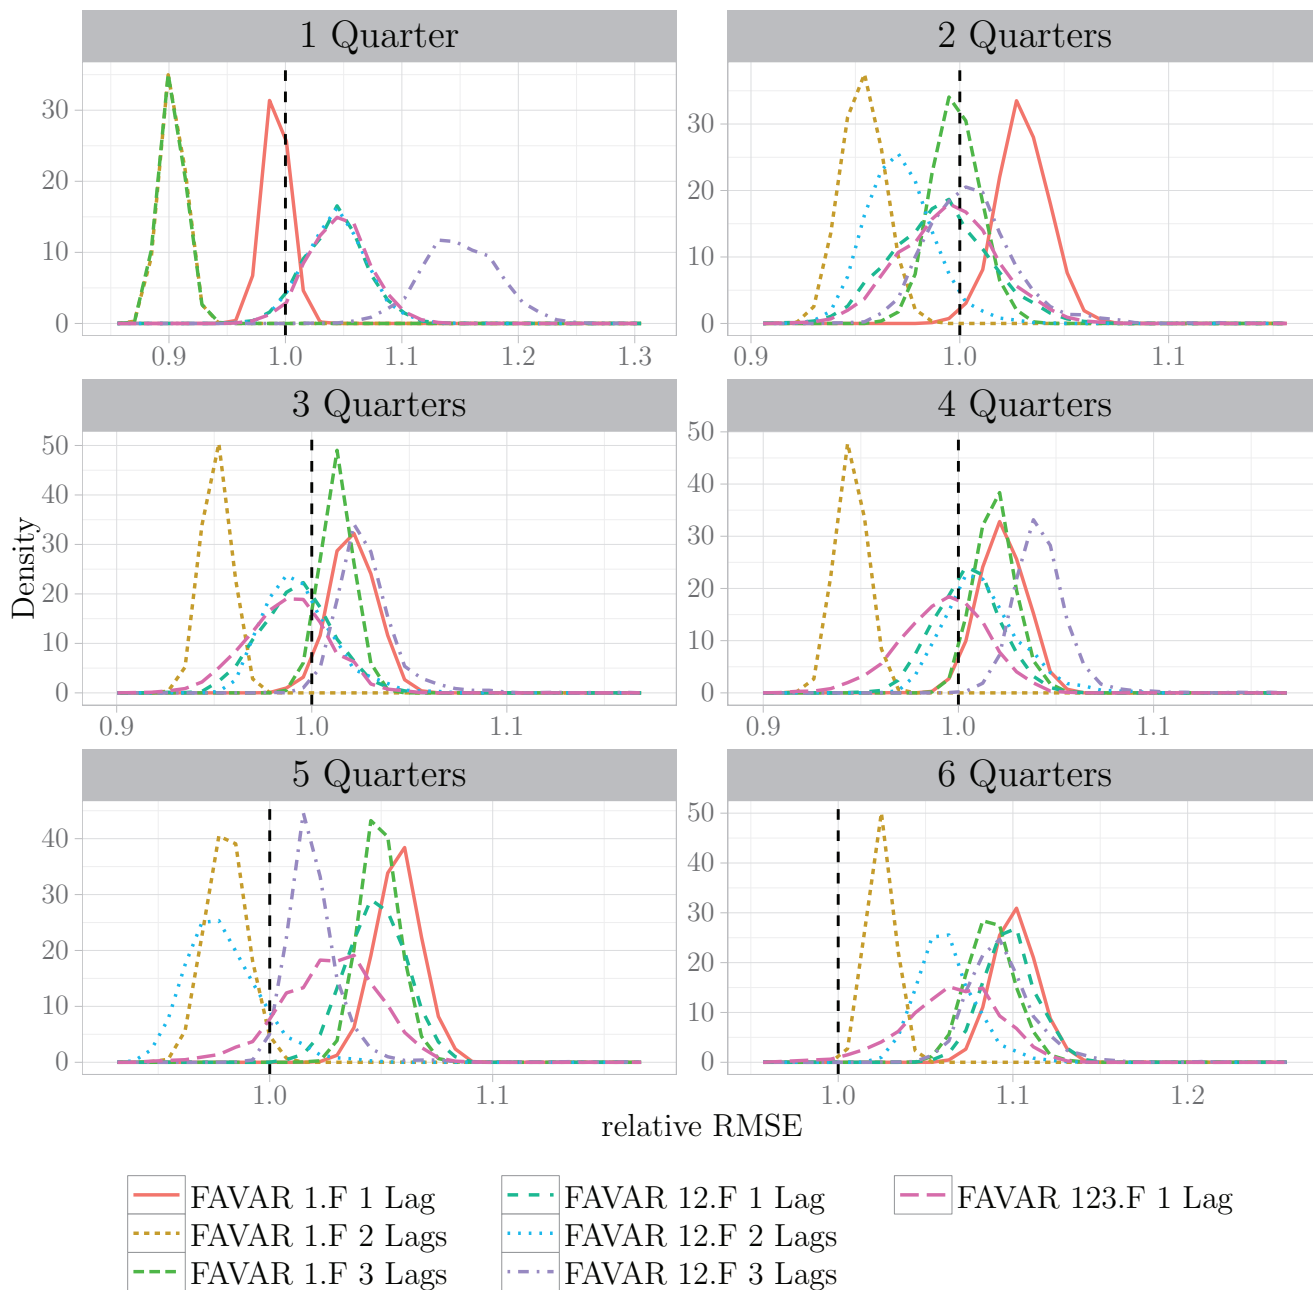 1 Quarter
2 Quarters
30
20
10
0
0.9 1.0 1.1 1.2 1.3
30
20
10
0
0.9 1.0 1.1
3 Quarters
4 Quarters
50
40
30
20
10
0
0.9 1.0 1.1
50
40
30
20
10
0
0.9 1.0 1.1
Density
5 Quarters
6 Quarters
40
30
20
10
0
1.0 1.1
50
40
30
20
10
0
1.0 1.1 1.2
relative RMSE
FAVAR 1.F 1 Lag
FAVAR 1.F 2 Lags
FAVAR 1.F 3 Lags
FAVAR 12.F 1 Lag
FAVAR 12.F 2 Lags
FAVAR 12.F 3 Lags
FAVAR 123.F 1 Lag